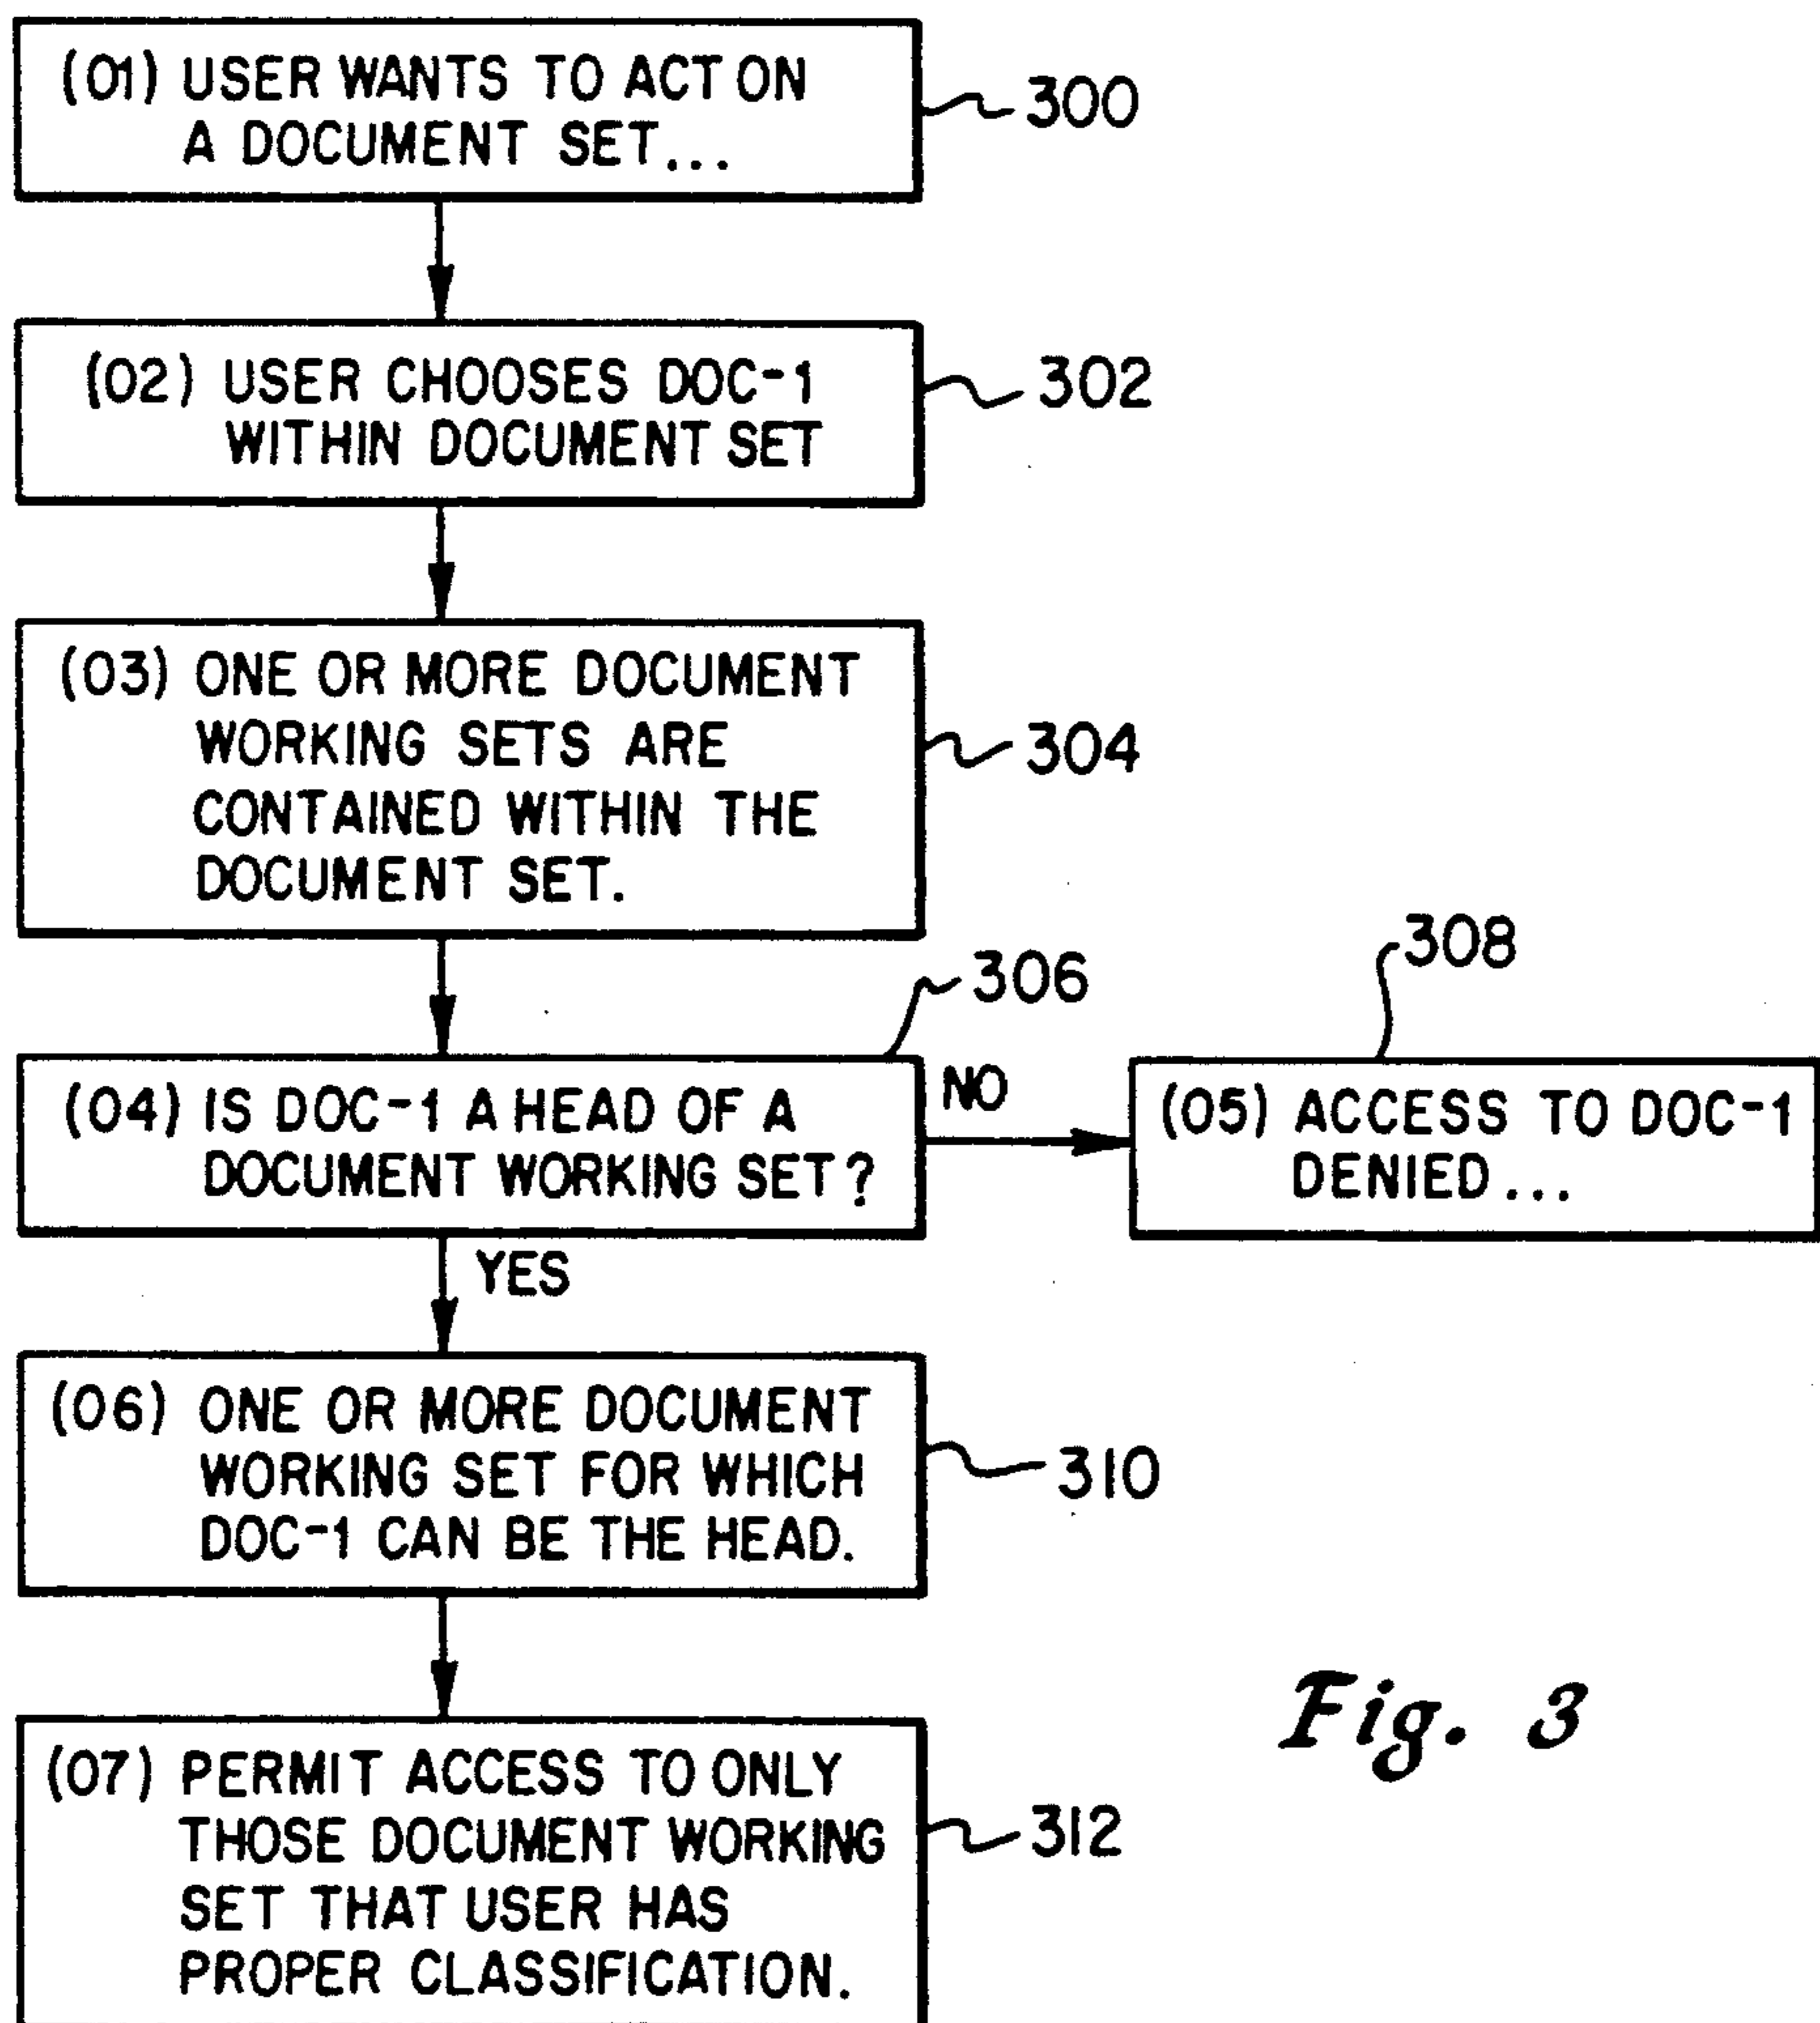 (01) USER WANTS TO ACT ON
A DOCUMENT SET...
300
(02) USER CHOOSES DOC-1
WITHIN DOCUMENT SET
302
(03) ONE OR MORE DOCUMENT
WORKING SETS ARE
CONTAINED WITHIN THE
DOCUMENT SET.
304
306
308
(04) IS DOC-1 A HEAD OF A
DOCUMENT WORKING SET?
NO
(05) ACCESS TO DOC-1
DENIED...
YES
(06) ONE OR MORE DOCUMENT
WORKING SET FOR WHICH
DOC-1 CAN BE THE HEAD.
310
(07) PERMIT ACCESS TO ONLY
THOSE DOCUMENT WORKING
SET THAT USER HAS
PROPER CLASSIFICATION.
312
Fig. 3